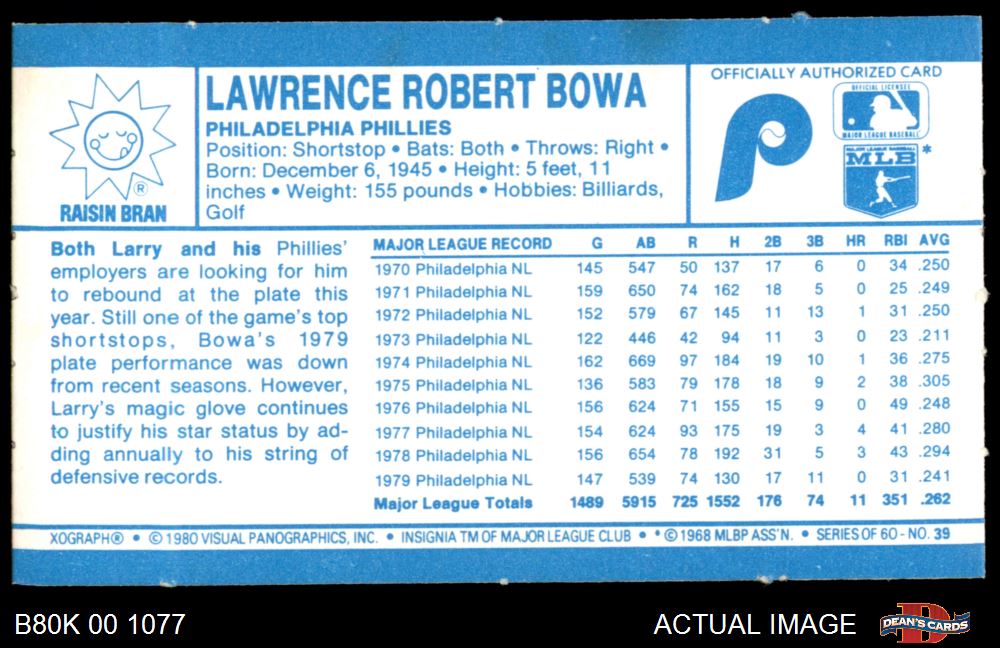 LAWRENCE ROBERT BOWA
PHILADELPHIA PHILLIES
Position: Shortstop • Bats: Both • Throws: Right •
Born: December 6, 1945 • Height: 5 feet, 11
inches • Weight: 155 pounds • Hobbies: Billiards,
Golf
®
RAISIN BRAN
OFFICIALLY AUTHORIZED CARD
OFFICIAL LICENSEE
MAJOR LEAGUE BASEBALL
MAJOR LEAGUE BASEBALL
MLB *
P
Both Larry and his Phillies'
employers are looking for him
to rebound at the plate this
year. Still one of the game's top
shortstops, Bowa's 1979
plate performance was down
from recent seasons. However,
Larry's magic glove continues
to justify his star status by ad-
ding annually to his string of
defensive records.
MAJOR LEAGUE RECORD G AB R H 2B 3B HR RBI AVG
1970 Philadelphia NL 145 547 50 137 17 6 0 34 .250
1971 Philadelphia NL 159 650 74 162 18 5 0 25 .249
1972 Philadelphia NL 152 579 67 145 11 13 1 31 .250
1973 Philadelphia NL 122 446 42 94 11 3 0 23 .211
1974 Philadelphia NL 162 669 97 184 19 10 1 36 .275
1975 Philadelphia NL 136 583 79 178 18 9 2 38 .305
1976 Philadelphia NL 156 624 71 155 15 9 0 49 .248
1977 Philadelphia NL 154 624 93 175 19 3 4 41 .280
1978 Philadelphia NL 156 654 78 192 31 5 3 43 .294
1979 Philadelphia NL 147 539 74 130 17 11 0 31 .241
Major League Totals 1489 5915 725 1552 176 74 11 351 .262
XOGRAPH® • © 1980 VISUAL PANOGRAPHICS, INC. • INSIGNIA TM OF MAJOR LEAGUE CLUB • * © 1968 MLBP ASS'N. • SERIES OF 60 - NO. 39
B80K 00 1077
ACTUAL IMAGE
D
DEAN'S CARDS